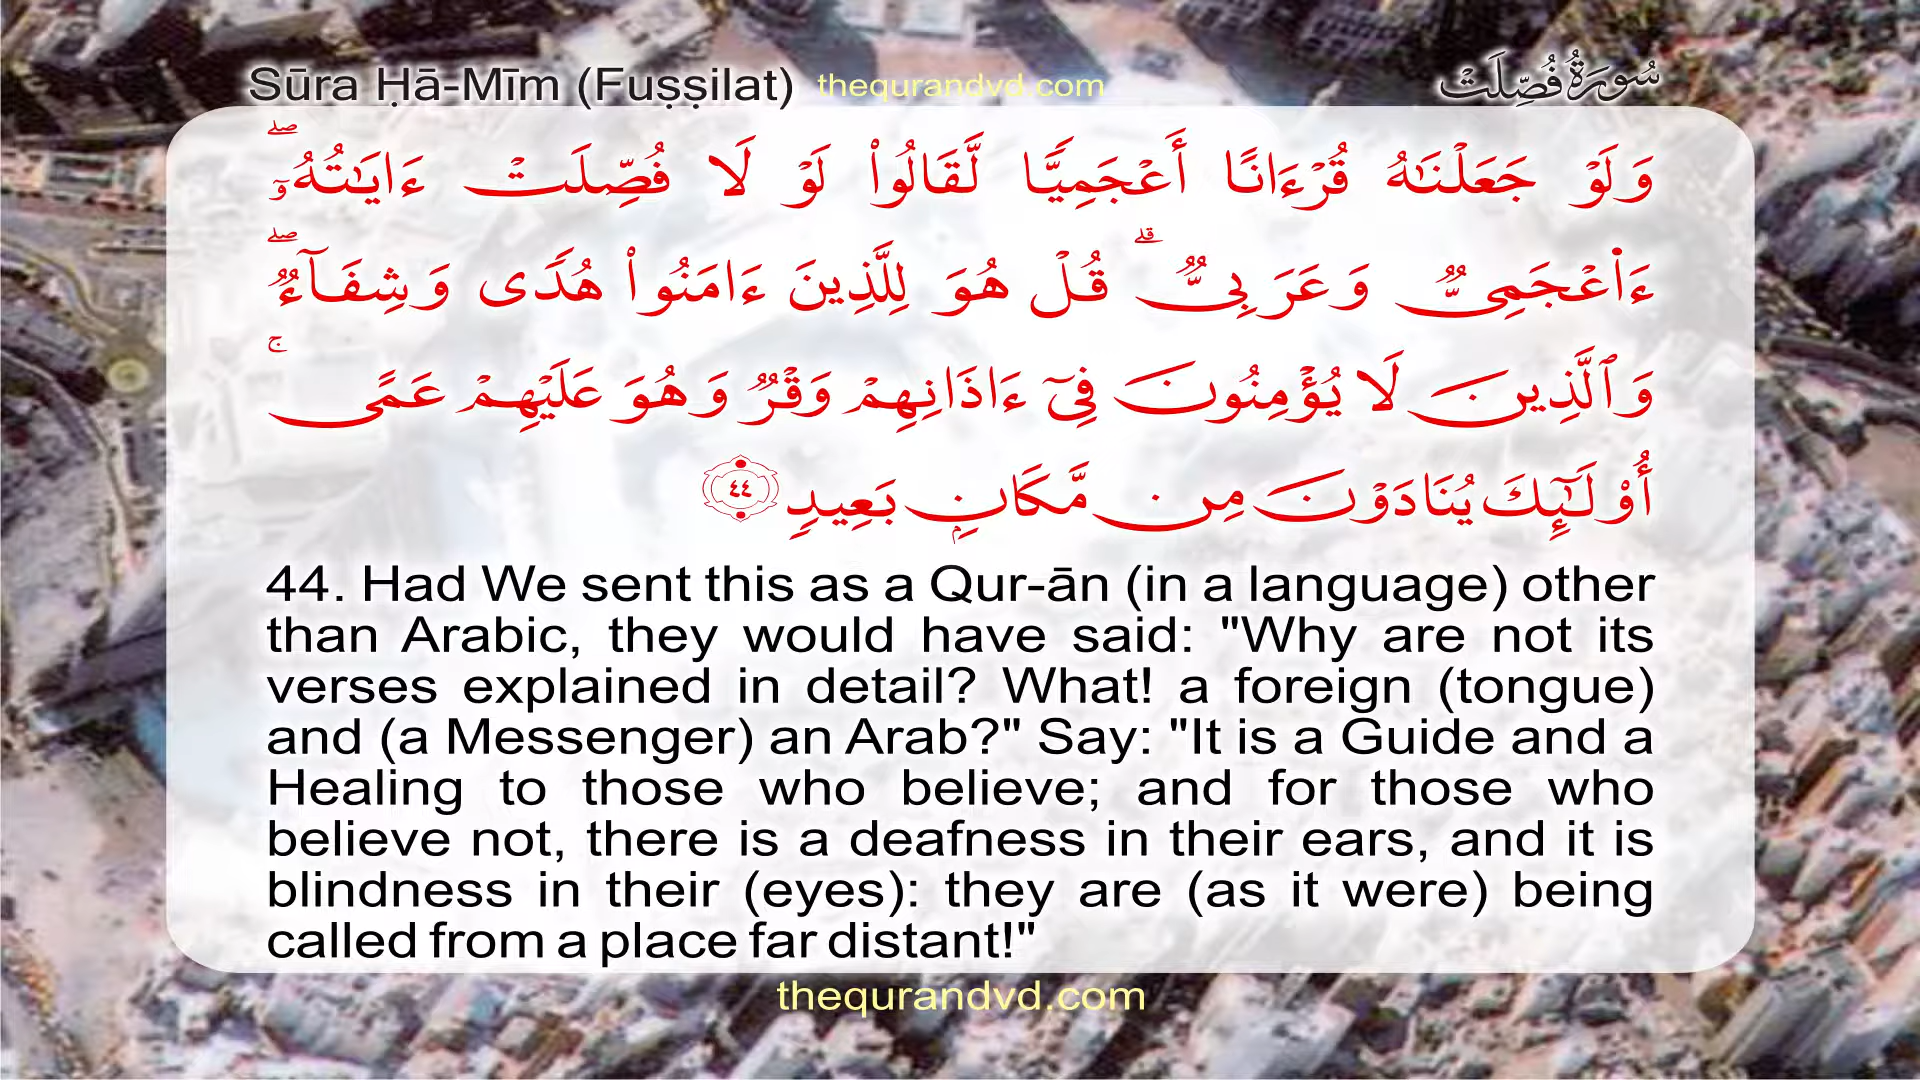 Sūra Ḥā-Mīm (Fuṣṣilat) thequrandvd.com سُورَةُ فُصِّلَتْ
وَلَوْ جَعَلْنَـٰهُ قُرْءَانًا أَعْجَمِيًّا لَّقَالُوا۟ لَوْ لَا فُصِّلَتْ ءَايَـٰتُهُۥٓ ۖ
ءَا۬عْجَمِىٌّ وَعَرَبِىٌّ ۗ قُلْ هُوَ لِلَّذِينَ ءَامَنُوا۟ هُدًى وَشِفَآءٌ ۖ
وَٱلَّذِينَ لَا يُؤْمِنُونَ فِىٓ ءَاذَانِهِمْ وَقْرٌ وَهُوَ عَلَيْهِمْ عَمًى ۚ
أُو۟لَـٰٓئِكَ يُنَادَوْنَ مِن مَّكَانٍۭ بَعِيدٍ ٤٤
44. Had We sent this as a Qur-ān (in a language) other
than Arabic, they would have said: "Why are not its
verses explained in detail? What! a foreign (tongue)
and (a Messenger) an Arab?" Say: "It is a Guide and a
Healing to those who believe; and for those who
believe not, there is a deafness in their ears, and it is
blindness in their (eyes): they are (as it were) being
called from a place far distant!"
thequrandvd.com